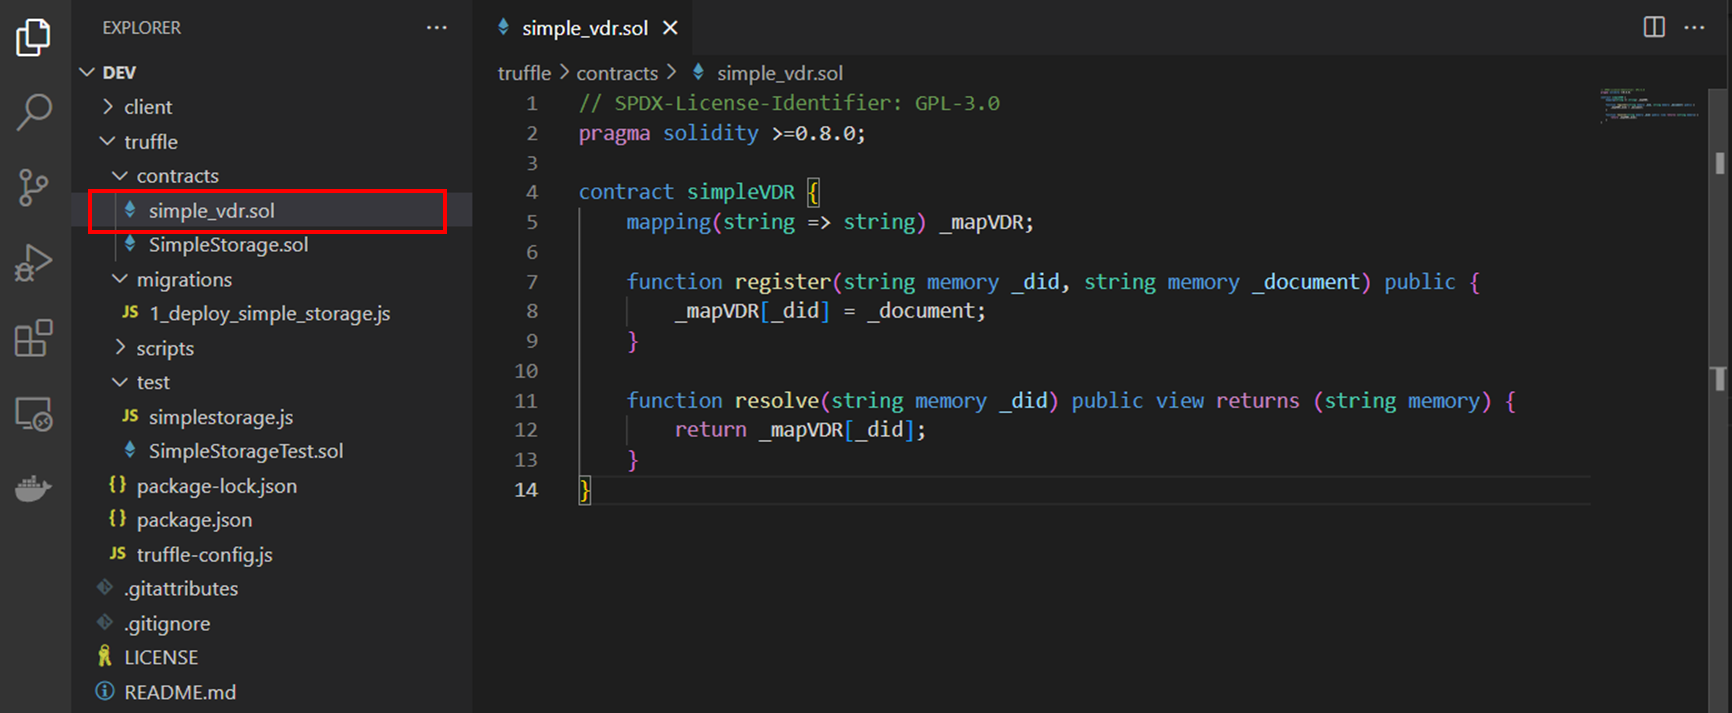 EXPLORER
DEV
client
truffle
contracts
simple_vdr.sol
SimpleStorage.sol
migrations
JS 1_deploy_simple_storage.js
scripts
test
JS simplestorage.js
SimpleStorageTest.sol
{} package-lock.json
{} package.json
JS truffle-config.js
.gitattributes
.gitignore
LICENSE
README.md
simple_vdr.sol
truffle > contracts > simple_vdr.sol
1 // SPDX-License-Identifier: GPL-3.0
2 pragma solidity >=0.8.0;
3
4 contract simpleVDR {
5 mapping(string => string) _mapVDR;
6
7 function register(string memory _did, string memory _document) public {
8 _mapVDR[_did] = _document;
9 }
10
11 function resolve(string memory _did) public view returns (string memory) {
12 return _mapVDR[_did];
13 }
14 }